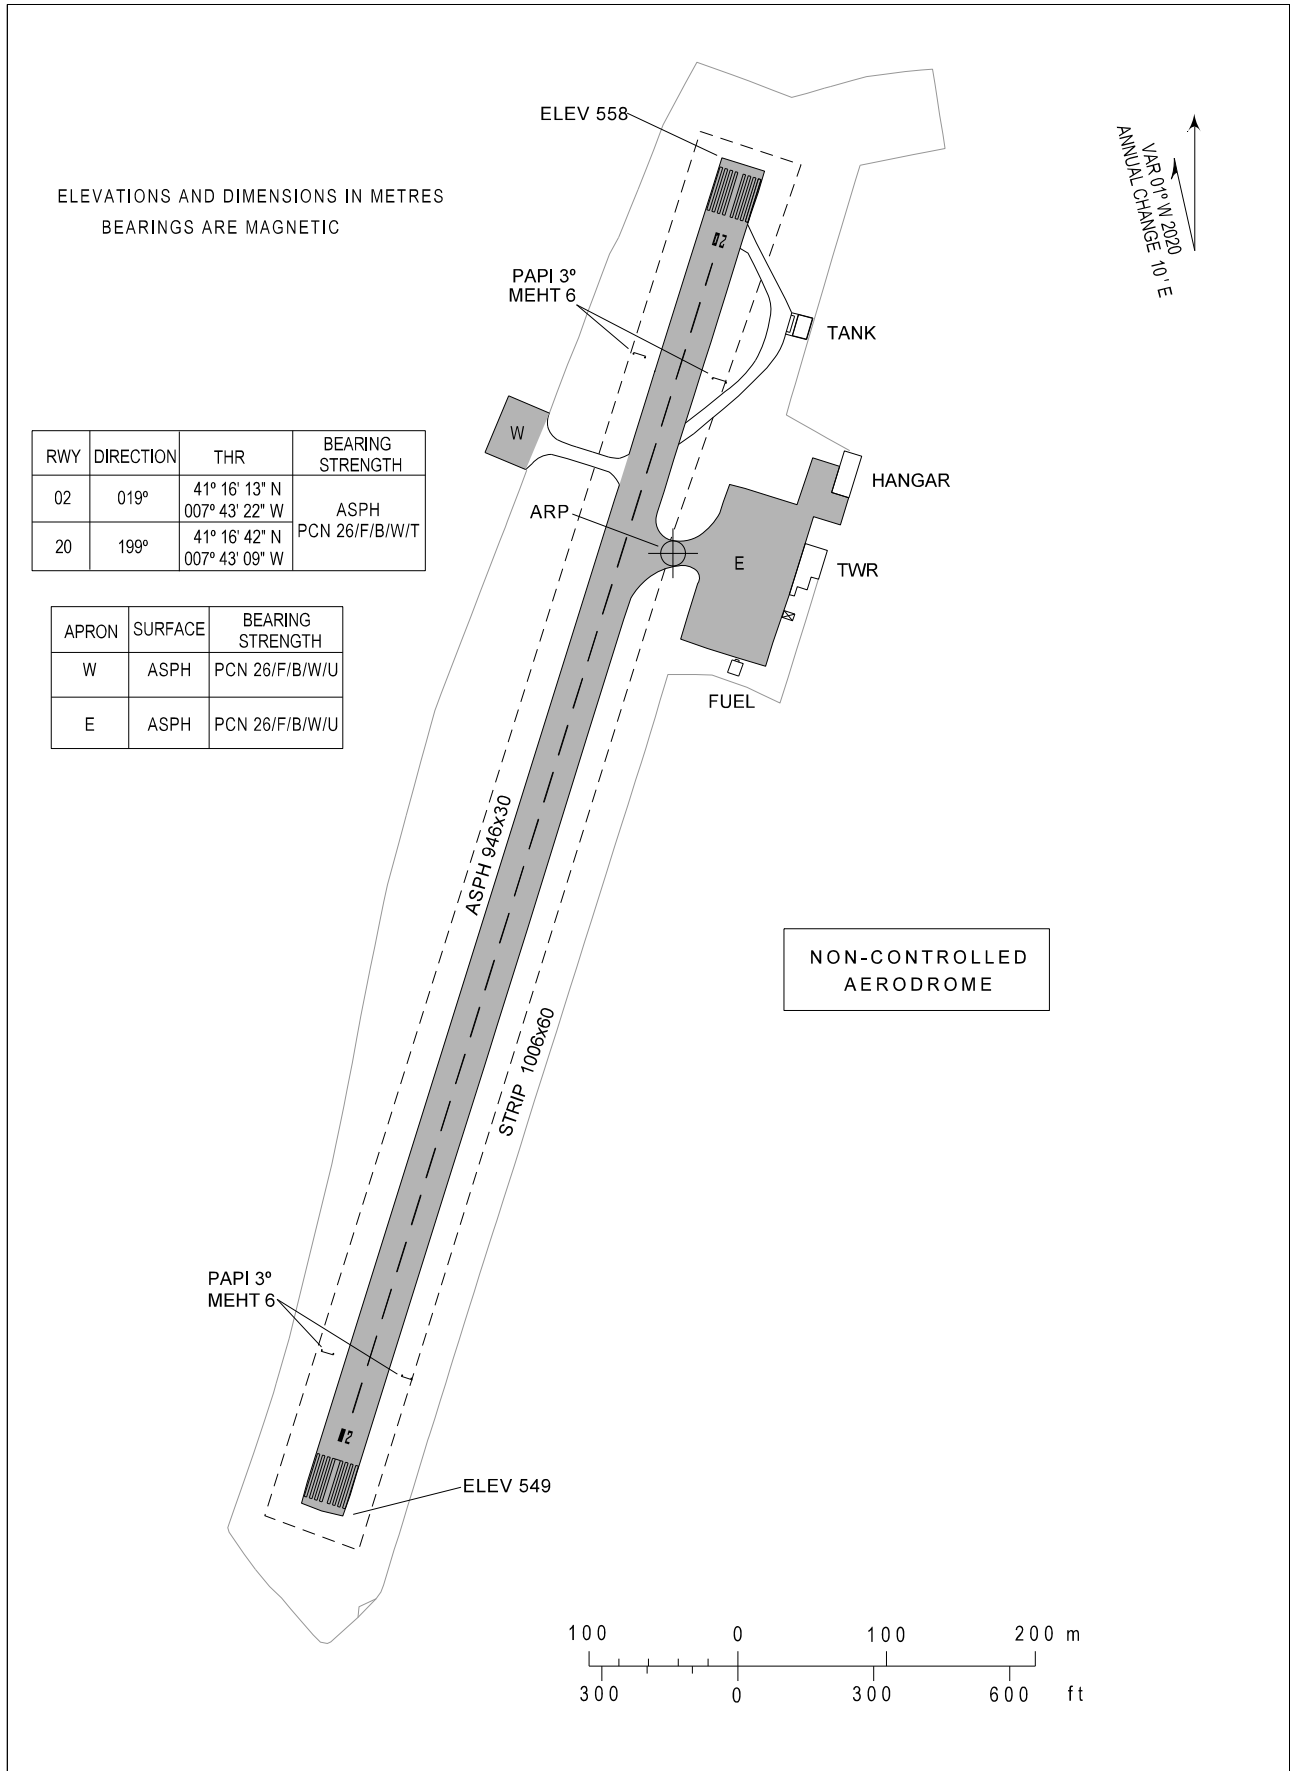 ELEV 558
ELEVATIONS AND DIMENSIONS IN METRES
BEARINGS ARE MAGNETIC
VAR 01º W 2020
ANNUAL CHANGE 10' E
02
PAPI 3º
MEHT 6
TANK
W
RWY DIRECTION THR BEARING STRENGTH
02 019º 41º 16' 13" N
007º 43' 22" W
ASPH
PCN 26/F/B/W/T
20 199º 41º 16' 42" N
007º 43' 09" W
HANGAR
ARP
E
TWR
APRON SURFACE BEARING STRENGTH
W ASPH PCN 26/F/B/W/U
E ASPH PCN 26/F/B/W/U
FUEL
ASPH 946x30
NON-CONTROLLED
AERODROME
STRIP 1006x60
PAPI 3º
MEHT 6
ELEV 549
100 0 100 200 m
300 0 300 600 ft